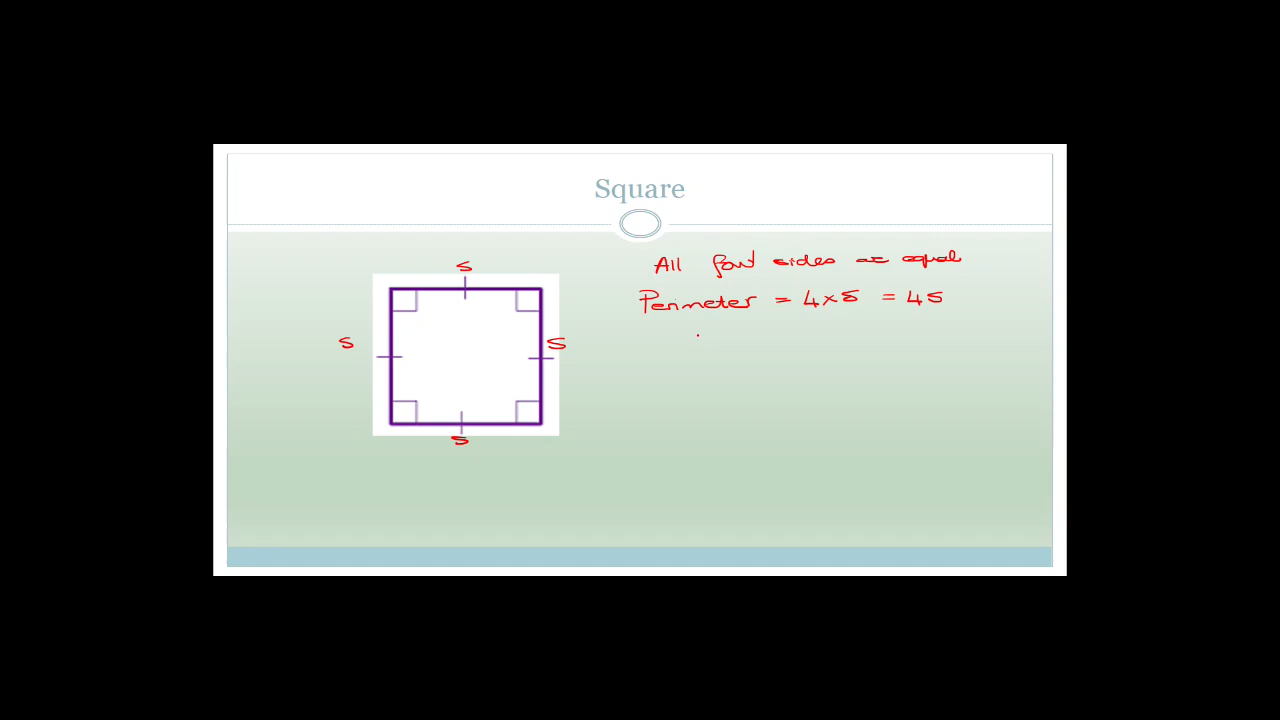 Square
All four sides are equal
Perimeter = 4 × s = 4s
s
s
s
s